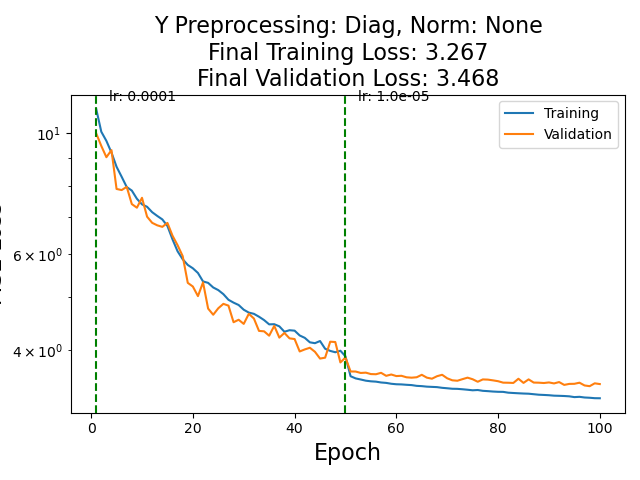 Y Preprocessing: Diag, Norm: None
Final Training Loss: 3.267
Final Validation Loss: 3.468
lr: 0.0001
lr: 1.0e-05
Training
Validation
10¹
6 × 10⁰
4 × 10⁰
0
20
40
60
80
100
Epoch